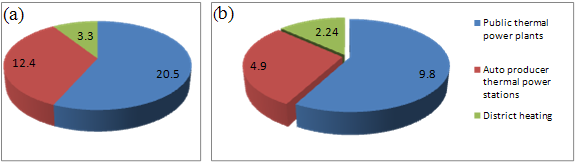 (a)
3.3
12.4
20.5
(b)
2.24
4.9
9.8
Public thermal
power plants
Auto producer
thermal power
stations
District heating